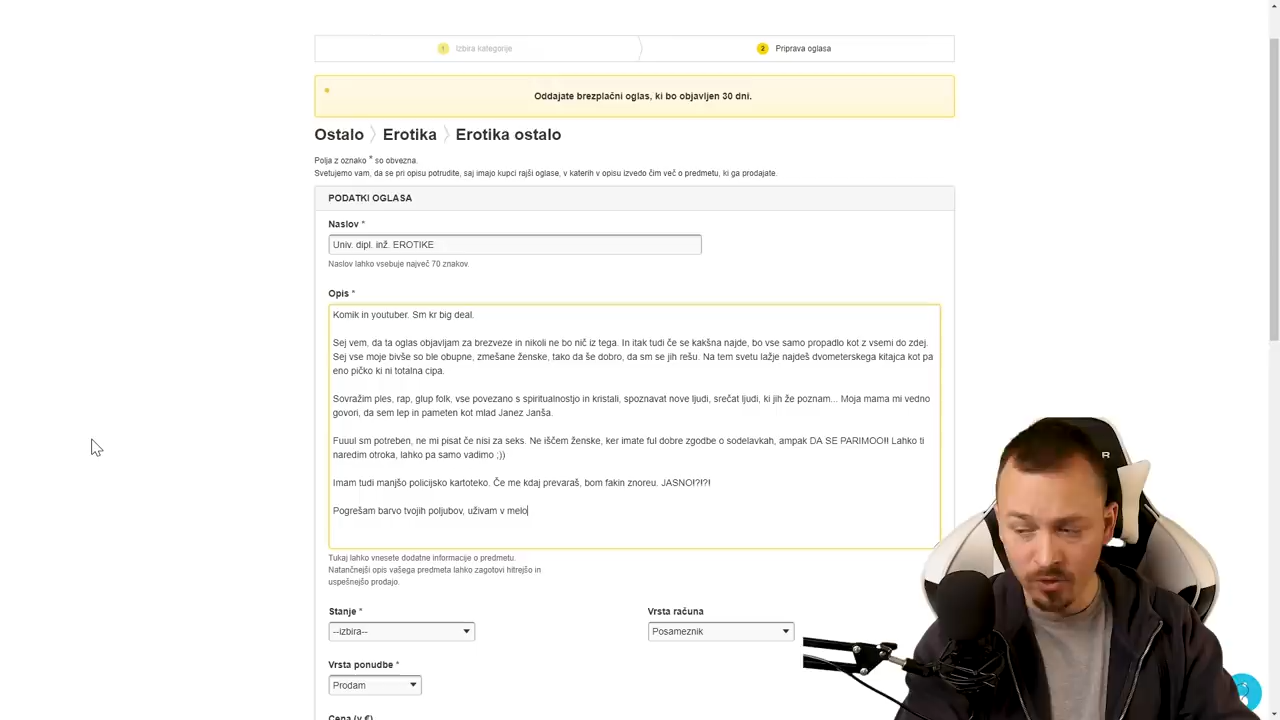 1 Izbira kategorije
2 Priprava oglasa
Oddajate brezplačni oglas, ki bo objavljen 30 dni.
Ostalo > Erotika > Erotika ostalo
Polja z oznako * so obvezna.
Svetujemo vam, da se pri opisu potrudite, saj imajo kupci rajši oglase, v katerih v opisu izvedo čim več o predmetu, ki ga prodajate.
PODATKI OGLASA
Naslov *
Univ. dipl. inž. EROTIKE
Naslov lahko vsebuje največ 70 znakov.
Opis *
Komik in youtuber. Sm kr big deal.
Sej vem, da ta oglas objavljam za brezveze in nikoli ne bo nič iz tega. In itak tudi če se kakšna najde, bo vse samo propadlo kot z vsemi do zdej.
Sej vse moje bivše so ble obupne, zmešane ženske, tako da še dobro, da sm se jih rešu. Na tem svetu lažje najdeš dvometerskega kitajca kot pa
eno pičko ki ni totalna cipa.
Sovražim ples, rap, glup folk, vse povezano s spiritualnostjo in kristali, spoznavat nove ljudi, srečat ljudi, ki jih že poznam... Moja mama mi vedno
govori, da sem lep in pameten kot mlad Janez Janša.
Fuuul sm potreben, ne mi pisat če nisi za seks. Ne iščem ženske, ker imate ful dobre zgodbe o sodelavkah, ampak DA SE PARIMOO!! Lahko ti
naredim otroka, lahko pa samo vadimo ;))
Imam tudi manjšo policijsko kartoteko. Če me kdaj prevaraš, bom fakin znoreu. JASNO!?!?!
Pogrešam barvo tvojih poljubov, uživam v melo
Tukaj lahko vnesete dodatne informacije o predmetu.
Natančnejši opis vašega predmeta lahko zagotovi hitrejšo in
uspešnejšo prodajo.
Stanje *
Vrsta računa
--izbira--
Posameznik
Vrsta ponudbe *
Prodam
Cena (v €)
R